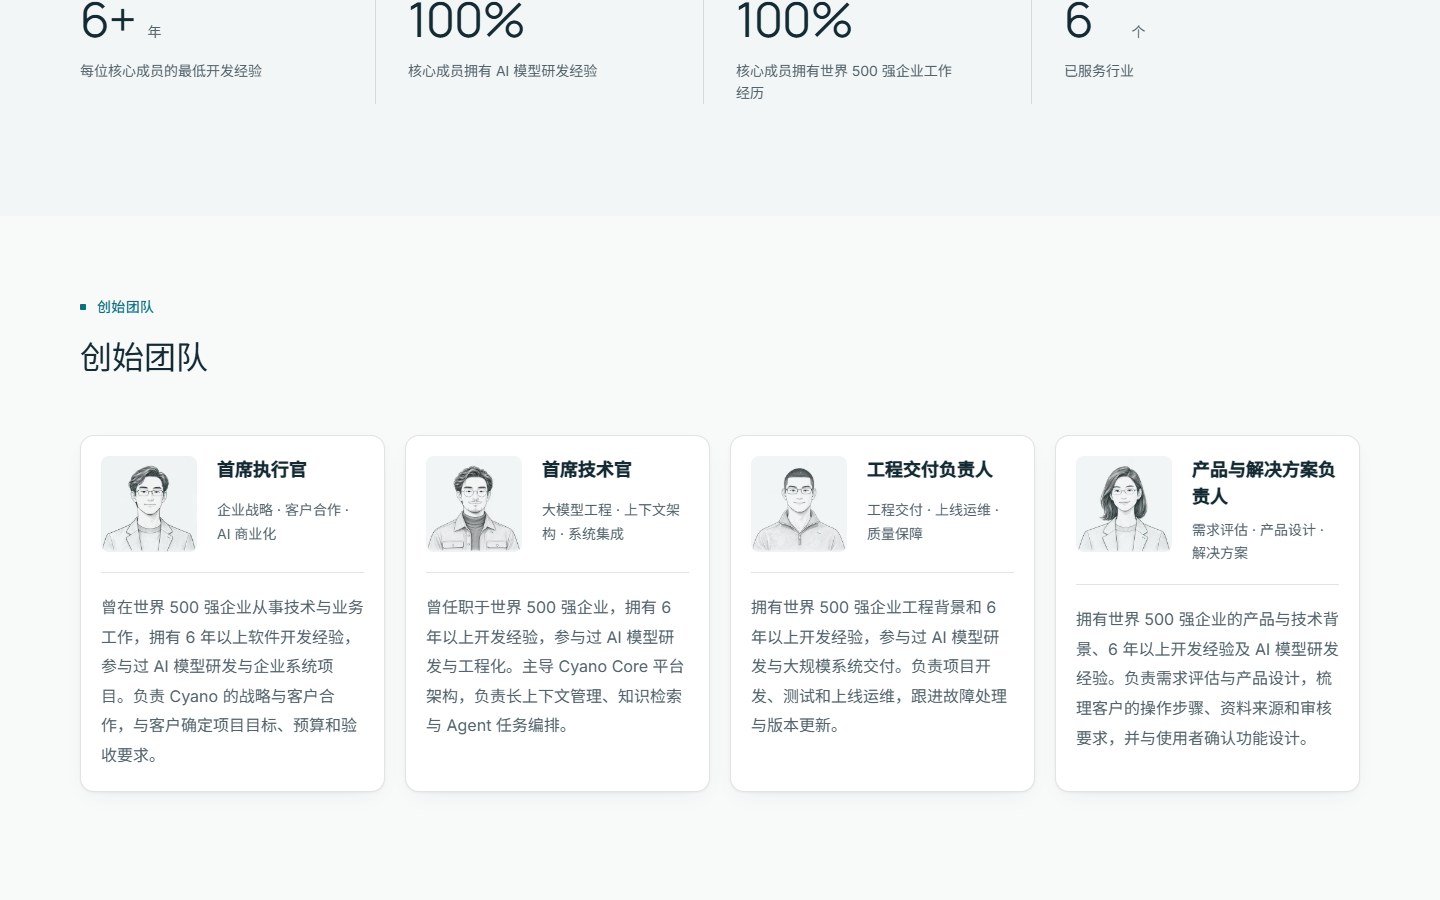 6+ 年
每位核心成员的最低开发经验
100%
核心成员拥有 AI 模型研发经验
100%
核心成员拥有世界 500 强企业工作
经历
6 个
已服务行业
创始团队
创始团队
首席执行官
企业战略 · 客户合作 ·
AI 商业化
曾在世界 500 强企业从事技术与业务
工作，拥有 6 年以上软件开发经验，
参与过 AI 模型研发与企业系统项
目。负责 Cyano 的战略与客户合
作，与客户确定项目目标、预算和验
收要求。
首席技术官
大模型工程 · 上下文架
构 · 系统集成
曾任职于世界 500 强企业，拥有 6
年以上开发经验，参与过 AI 模型研
发与工程化。主导 Cyano Core 平台
架构，负责长上下文管理、知识检索
与 Agent 任务编排。
工程交付负责人
工程交付 · 上线运维 ·
质量保障
拥有世界 500 强企业工程背景和 6
年以上开发经验，参与过 AI 模型研
发与大规模系统交付。负责项目开
发、测试和上线运维，跟进故障处理
与版本更新。
产品与解决方案负
责人
需求评估 · 产品设计 ·
解决方案
拥有世界 500 强企业的产品与技术背
景、6 年以上开发经验及 AI 模型研发
经验。负责需求评估与产品设计，梳
理客户的操作步骤、资料来源和审核
要求，并与使用者确认功能设计。